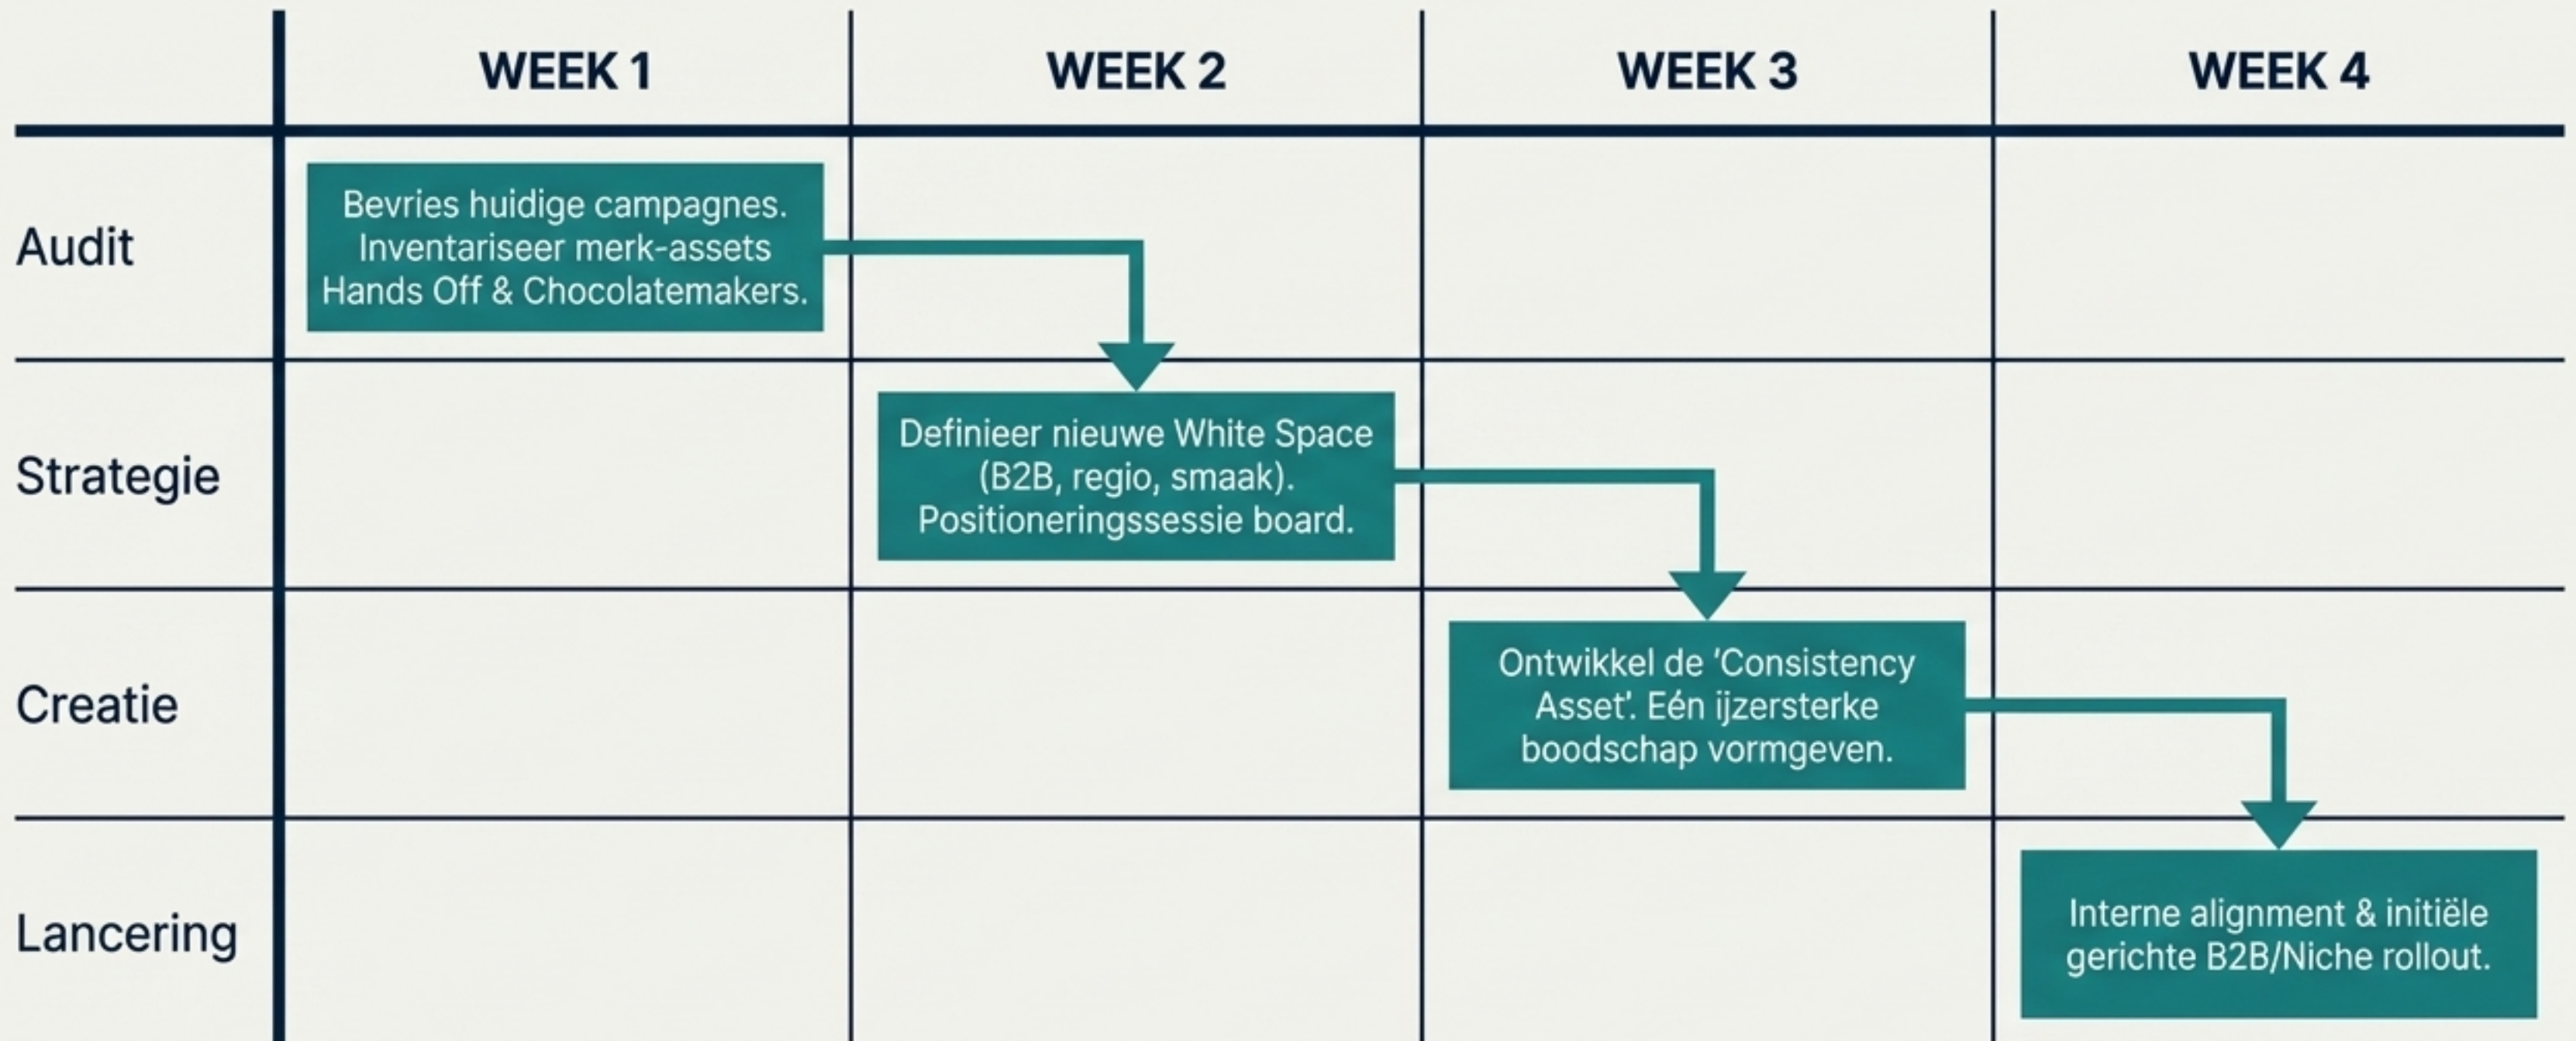 WEEK 1
WEEK 2
WEEK 3
WEEK 4
Audit
Bevries huidige campagnes.
Inventariseer merk-assets
Hands Off & Chocolatemakers.
Strategie
Definieer nieuwe White Space
(B2B, regio, smaak).
Positioneringssessie board.
Creatie
Ontwikkel de 'Consistency
Asset'. Eén ijzersterke
boodschap vormgeven.
Lancering
Interne alignment & initiële
gerichte B2B/Niche rollout.